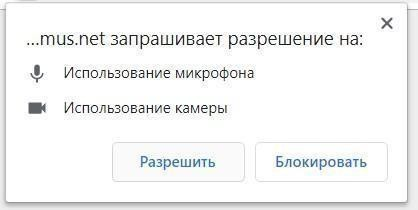 ...mus.net запрашивает разрешение на:
Использование микрофона
Использование камеры
Разрешить Блокировать